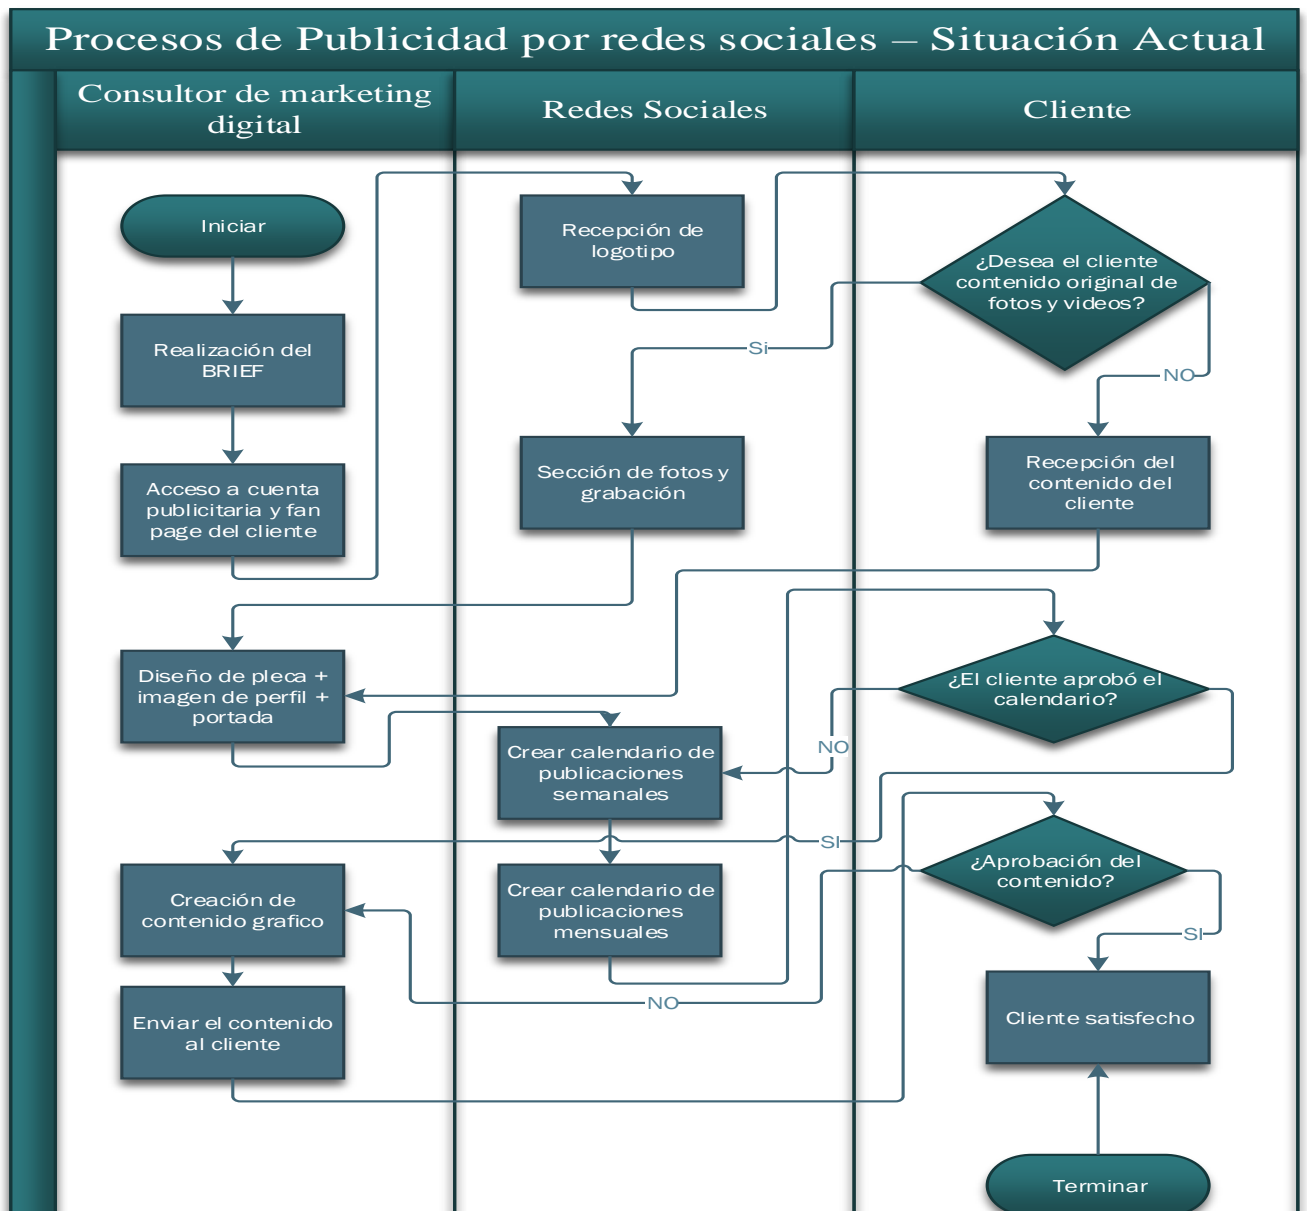 Procesos de Publicidad por redes sociales – Situación Actual
Consultor de marketing
digital
Redes Sociales
Cliente
Iniciar
Realización del
BRIEF
Acceso a cuenta
publicitaria y fan
page del cliente
Recepción de
logotipo
¿Desea el cliente
contenido original de
fotos y videos?
Si
NO
Sección de fotos y
grabación
Recepción del
contenido del
cliente
Diseño de pleca +
imagen de perfil +
portada
Crear calendario de
publicaciones
semanales
¿El cliente aprobó el
calendario?
NO
SI
Crear calendario de
publicaciones
mensuales
Creación de
contenido grafico
Enviar el contenido
al cliente
¿Aprobación del
contenido?
NO
SI
Cliente satisfecho
Terminar